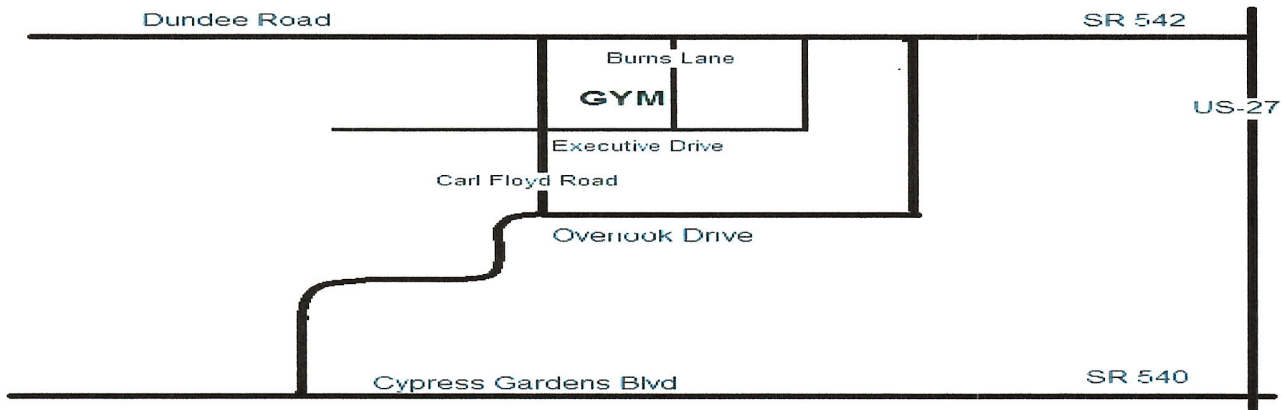 Dundee Road
SR 542
Burns Lane
GYM
US-27
Executive Drive
Carl Floyd Road
Overlook Drive
Cypress Gardens Blvd
SR 540